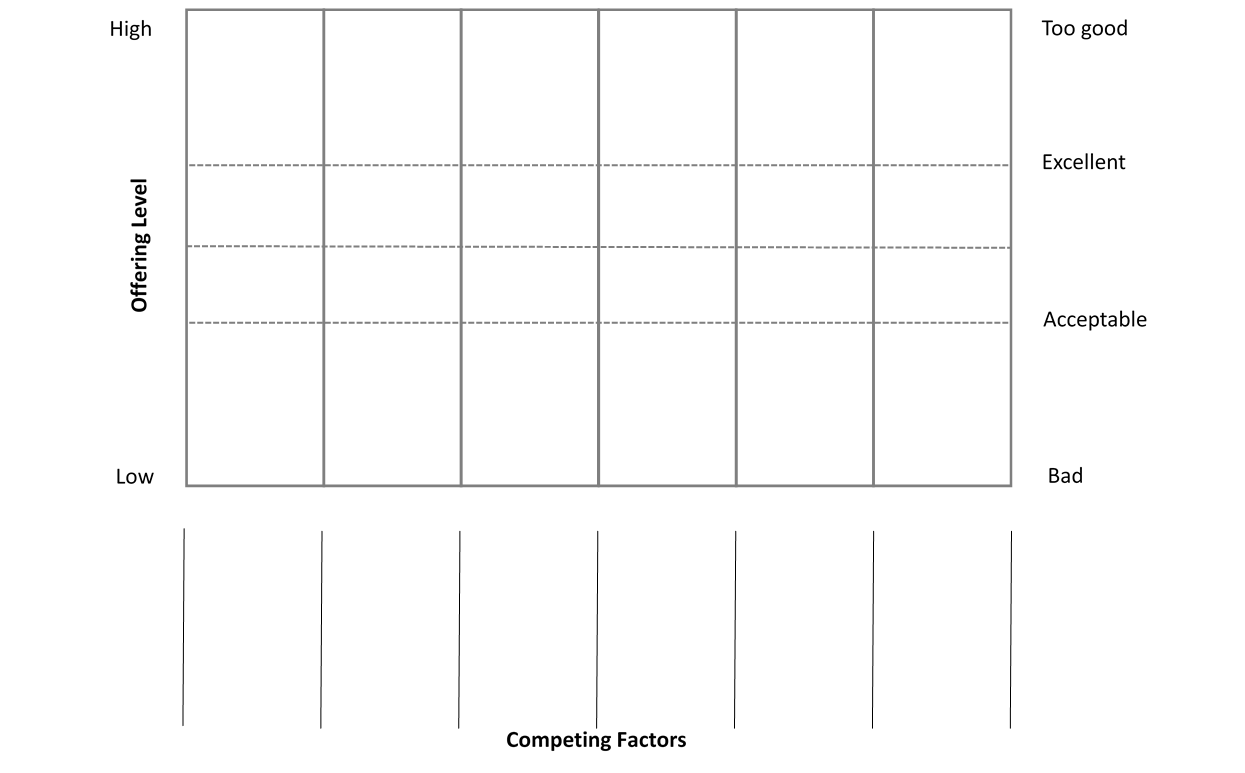 High
Too good
Excellent
Offering Level
Acceptable
Low
Bad
Competing Factors